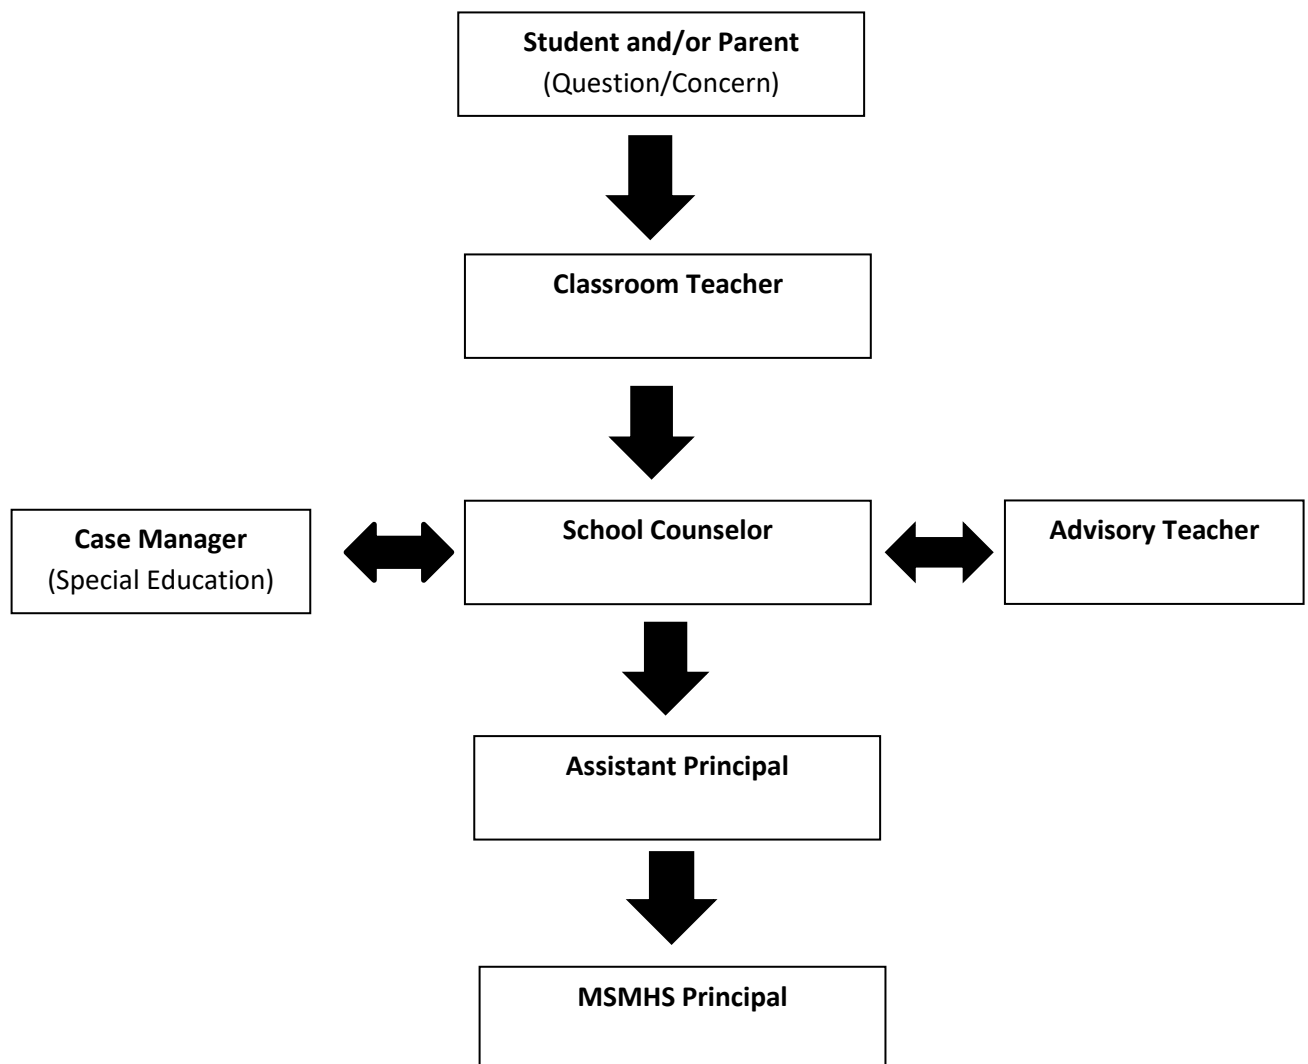 Student and/or Parent
(Question/Concern)
Classroom Teacher
Case Manager
(Special Education)
School Counselor
Advisory Teacher
Assistant Principal
MSMHS Principal